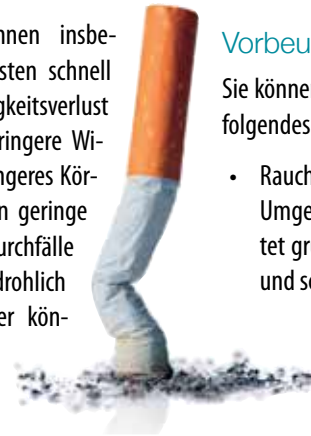 nnen insbe-
sten schnell
gkeitsverlust
ringere Wi-
ngeres Kör-
n geringe
urchfälle
drohlich
er kön-
Vorbeu
Sie könne
folgendes
• Rauch
Umge
tet gr
und s